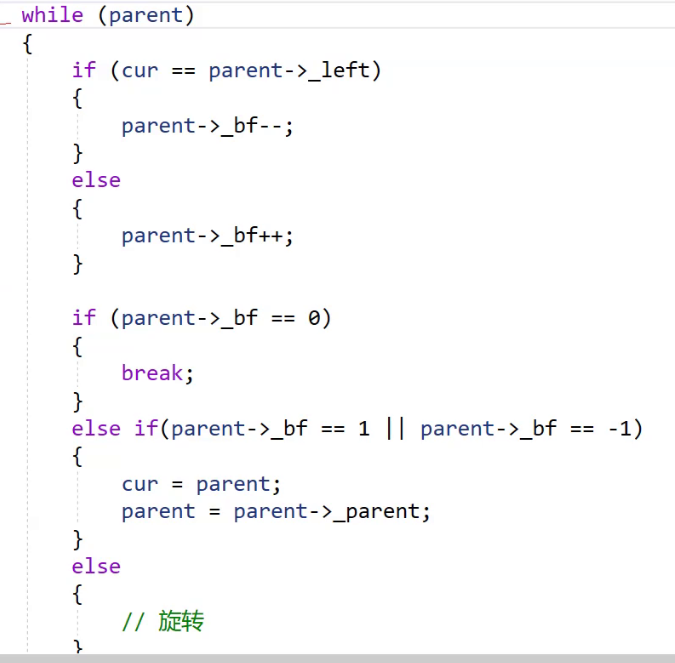 while (parent)
{
if (cur == parent->_left)
{
parent->_bf--;
}
else
{
parent->_bf++;
}
if (parent->_bf == 0)
{
break;
}
else if(parent->_bf == 1 || parent->_bf == -1)
{
cur = parent;
parent = parent->_parent;
}
else
{
// 旋转
}